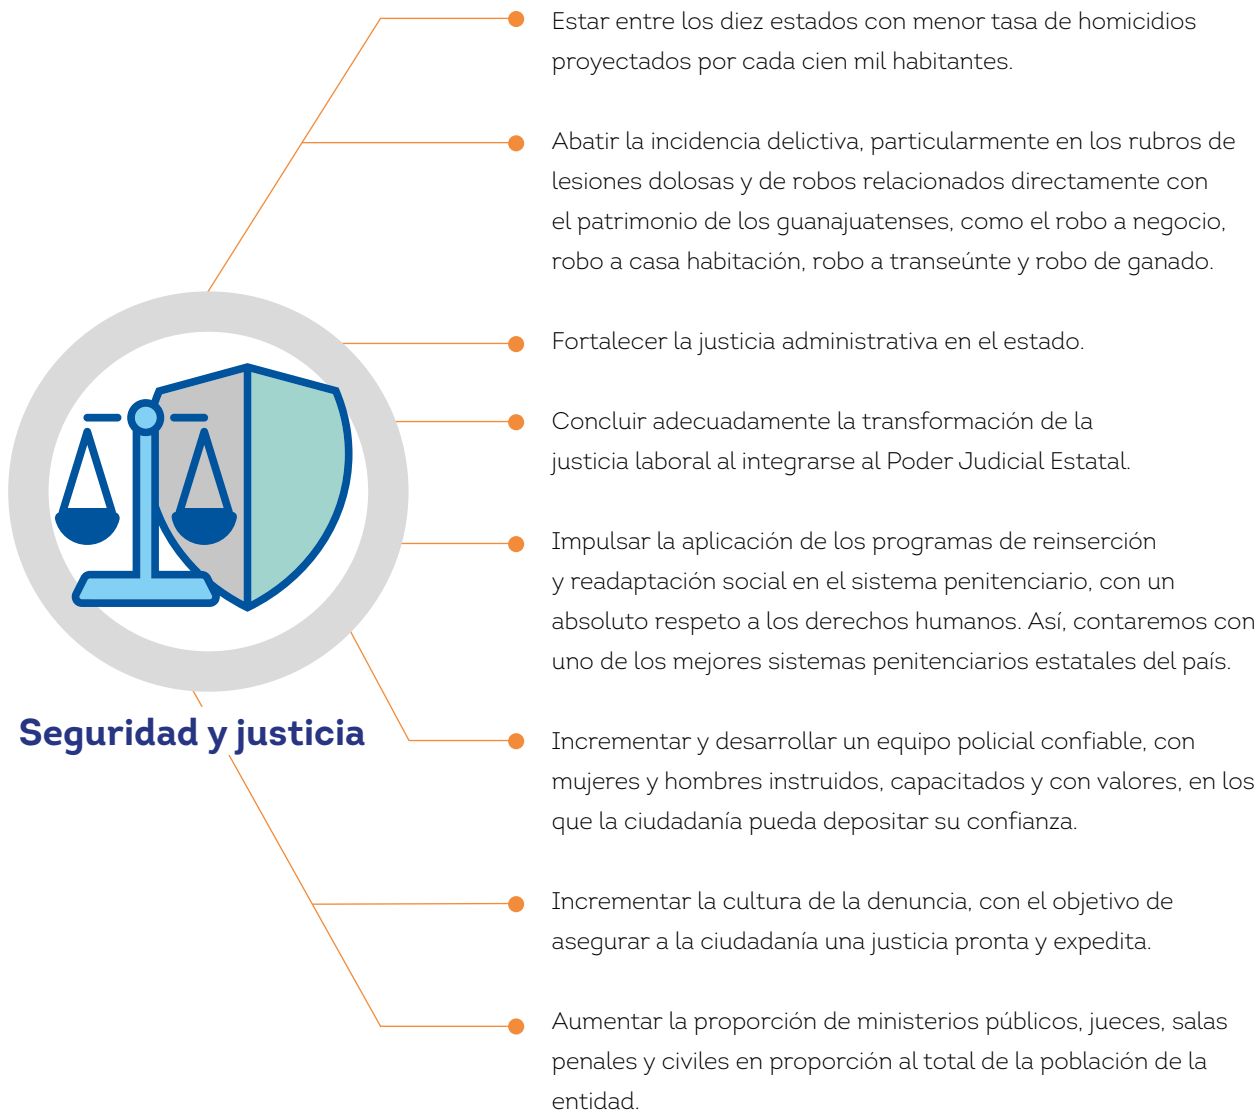 Estar entre los diez estados con menor tasa de homicidios
proyectados por cada cien mil habitantes.
Abatir la incidencia delictiva, particularmente en los rubros de
lesiones dolosas y de robos relacionados directamente con
el patrimonio de los guanajuatenses, como el robo a negocio,
robo a casa habitación, robo a transeúnte y robo de ganado.
Fortalecer la justicia administrativa en el estado.
Concluir adecuadamente la transformación de la
justicia laboral al integrarse al Poder Judicial Estatal.
Impulsar la aplicación de los programas de reinserción
y readaptación social en el sistema penitenciario, con un
absoluto respeto a los derechos humanos. Así, contaremos con
uno de los mejores sistemas penitenciarios estatales del país.
Seguridad y justicia
Incrementar y desarrollar un equipo policial confiable, con
mujeres y hombres instruidos, capacitados y con valores, en los
que la ciudadanía pueda depositar su confianza.
Incrementar la cultura de la denuncia, con el objetivo de
asegurar a la ciudadanía una justicia pronta y expedita.
Aumentar la proporción de ministerios públicos, jueces, salas
penales y civiles en proporción al total de la población de la
entidad.